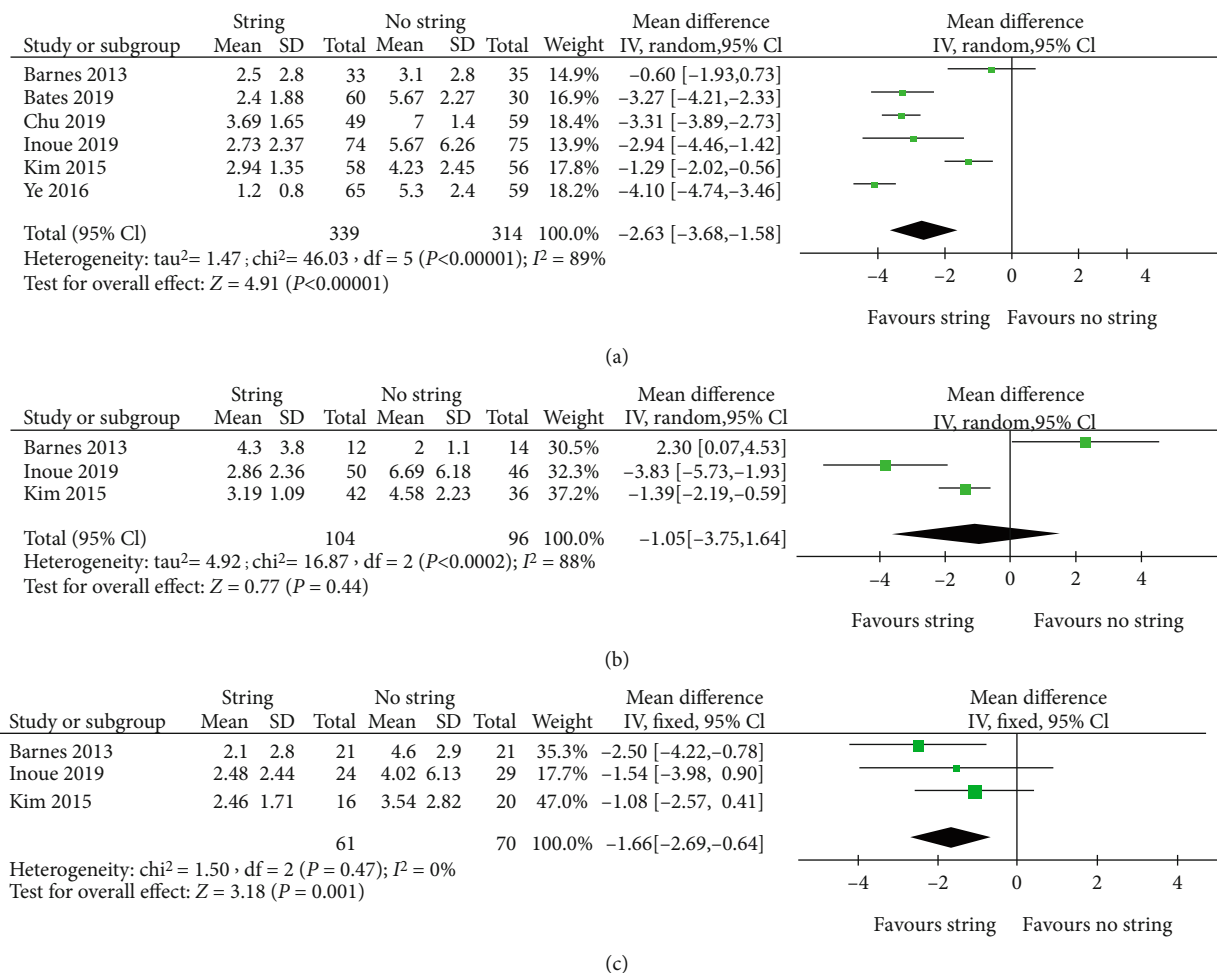 String No string Mean difference Mean difference
Study or subgroup Mean SD Total Mean SD Total Weight IV, random,95% Cl IV, random,95% Cl
Barnes 2013 2.5 2.8 33 3.1 2.8 35 14.9% −0.60 [−1.93,0.73]
Bates 2019 2.4 1.88 60 5.67 2.27 30 16.9% −3.27 [−4.21,−2.33]
Chu 2019 3.69 1.65 49 7 1.4 59 18.4% −3.31 [−3.89,−2.73]
Inoue 2019 2.73 2.37 74 5.67 6.26 75 13.9% −2.94 [−4.46,−1.42]
Kim 2015 2.94 1.35 58 4.23 2.45 56 17.8% −1.29 [−2.02,−0.56]
Ye 2016 1.2 0.8 65 5.3 2.4 59 18.2% −4.10 [−4.74,−3.46]
Total (95% Cl) 339 314 100.0% −2.63 [−3.68,−1.58]
Heterogeneity: tau²= 1.47 ; chi²= 46.03 , df = 5 (P<0.00001); I² = 89%
−4 −2 0 2 4
Test for overall effect: Z = 4.91 (P<0.00001)
Favours string Favours no string
(a)
String No string Mean difference Mean difference
Study or subgroup Mean SD Total Mean SD Total Weight IV, random,95% Cl IV, random,95% Cl
Barnes 2013 4.3 3.8 12 2 1.1 14 30.5% 2.30 [0.07,4.53]
Inoue 2019 2.86 2.36 50 6.69 6.18 46 32.3% −3.83 [−5.73,−1.93]
Kim 2015 3.19 1.09 42 4.58 2.23 36 37.2% −1.39[−2.19,−0.59]
Total (95% Cl) 104 96 100.0% −1.05[−3.75,1.64]
Heterogeneity: tau²= 4.92 ; chi²= 16.87 , df = 2 (P<0.0002); I² = 88%
−4 −2 0 2 4
Test for overall effect: Z = 0.77 (P = 0.44)
Favours string Favours no string
(b)
String No string Mean difference Mean difference
Study or subgroup Mean SD Total Mean SD Total Weight IV, fixed, 95% Cl IV, fixed, 95% Cl
Barnes 2013 2.1 2.8 21 4.6 2.9 21 35.3% −2.50 [−4.22,−0.78]
Inoue 2019 2.48 2.44 24 4.02 6.13 29 17.7% −1.54 [−3.98, 0.90]
Kim 2015 2.46 1.71 16 3.54 2.82 20 47.0% −1.08 [−2.57, 0.41]
61 70 100.0% −1.66[−2.69,−0.64]
Heterogeneity: chi² = 1.50 , df = 2 (P = 0.47); I² = 0%
−4 −2 0 2 4
Test for overall effect: Z = 3.18 (P = 0.001)
Favours string Favours no string
(c)